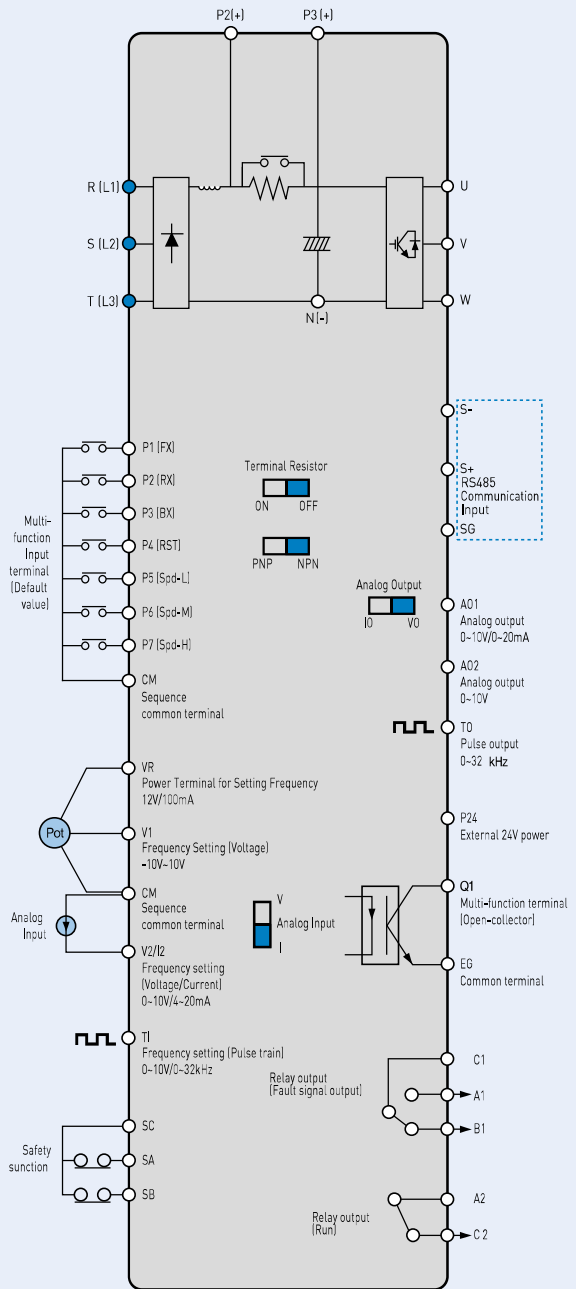 P2(+)
P3(+)
R (L1)
S (L2)
T (L3)
U
V
W
N(-)
S-
S+
RS485
Communication
Input
SG
Multi-
function
Input
terminal
(Default
value)
P1 (FX)
P2 (RX)
P3 (BX)
P4 (RST)
P5 (Spd-L)
P6 (Spd-M)
P7 (Spd-H)
CM
Sequence
common terminal
Terminal Resistor
ON OFF
PNP NPN
Analog Output
IO VO
AO1
Analog output
0~10V/0~20mA
AO2
Analog output
0~10V
TO
Pulse output
0~32 kHz
Pot
VR
Power Terminal for Setting Frequency
12V/100mA
V1
Frequency Setting (Voltage)
-10V~10V
CM
Sequence
common terminal
Analog
Input
V2/I2
Frequency setting
(Voltage/Current)
0~10V/4~20mA
V
Analog Input
I
P24
External 24V power
Q1
Multi-function terminal
(Open-collector)
EG
Common terminal
TI
Frequency setting (Pulse train)
0~10V/0~32kHz
Relay output
(Fault signal output)
C1
A1
B1
Safety
sunction
SC
SA
SB
Relay output
(Run)
A2
C2